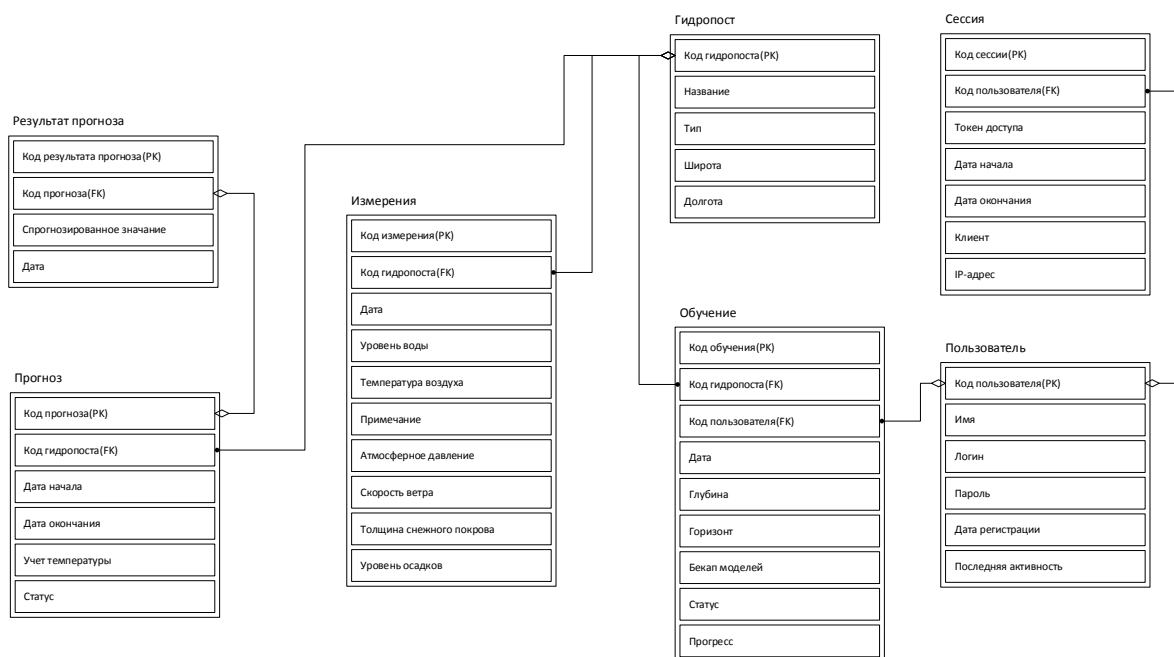 Результат прогноза
Код результата прогноза(PK)
Код прогноза(FK)
Спрогнозированное значение
Дата
Прогноз
Код прогноза(PK)
Код гидропоста(FK)
Дата начала
Дата окончания
Учет температуры
Статус
Измерения
Код измерения(PK)
Код гидропоста(FK)
Дата
Уровень воды
Температура воздуха
Примечание
Атмосферное давление
Скорость ветра
Толщина снежного покрова
Уровень осадков
Гидропост
Код гидропоста(PK)
Название
Тип
Широта
Долгота
Обучение
Код обучения(PK)
Код гидропоста(FK)
Код пользователя(FK)
Дата
Глубина
Горизонт
Бекап моделей
Статус
Прогресс
Сессия
Код сессии(PK)
Код пользователя(FK)
Токен доступа
Дата начала
Дата окончания
Клиент
IP-адрес
Пользователь
Код пользователя(PK)
Имя
Логин
Пароль
Дата регистрации
Последняя активность